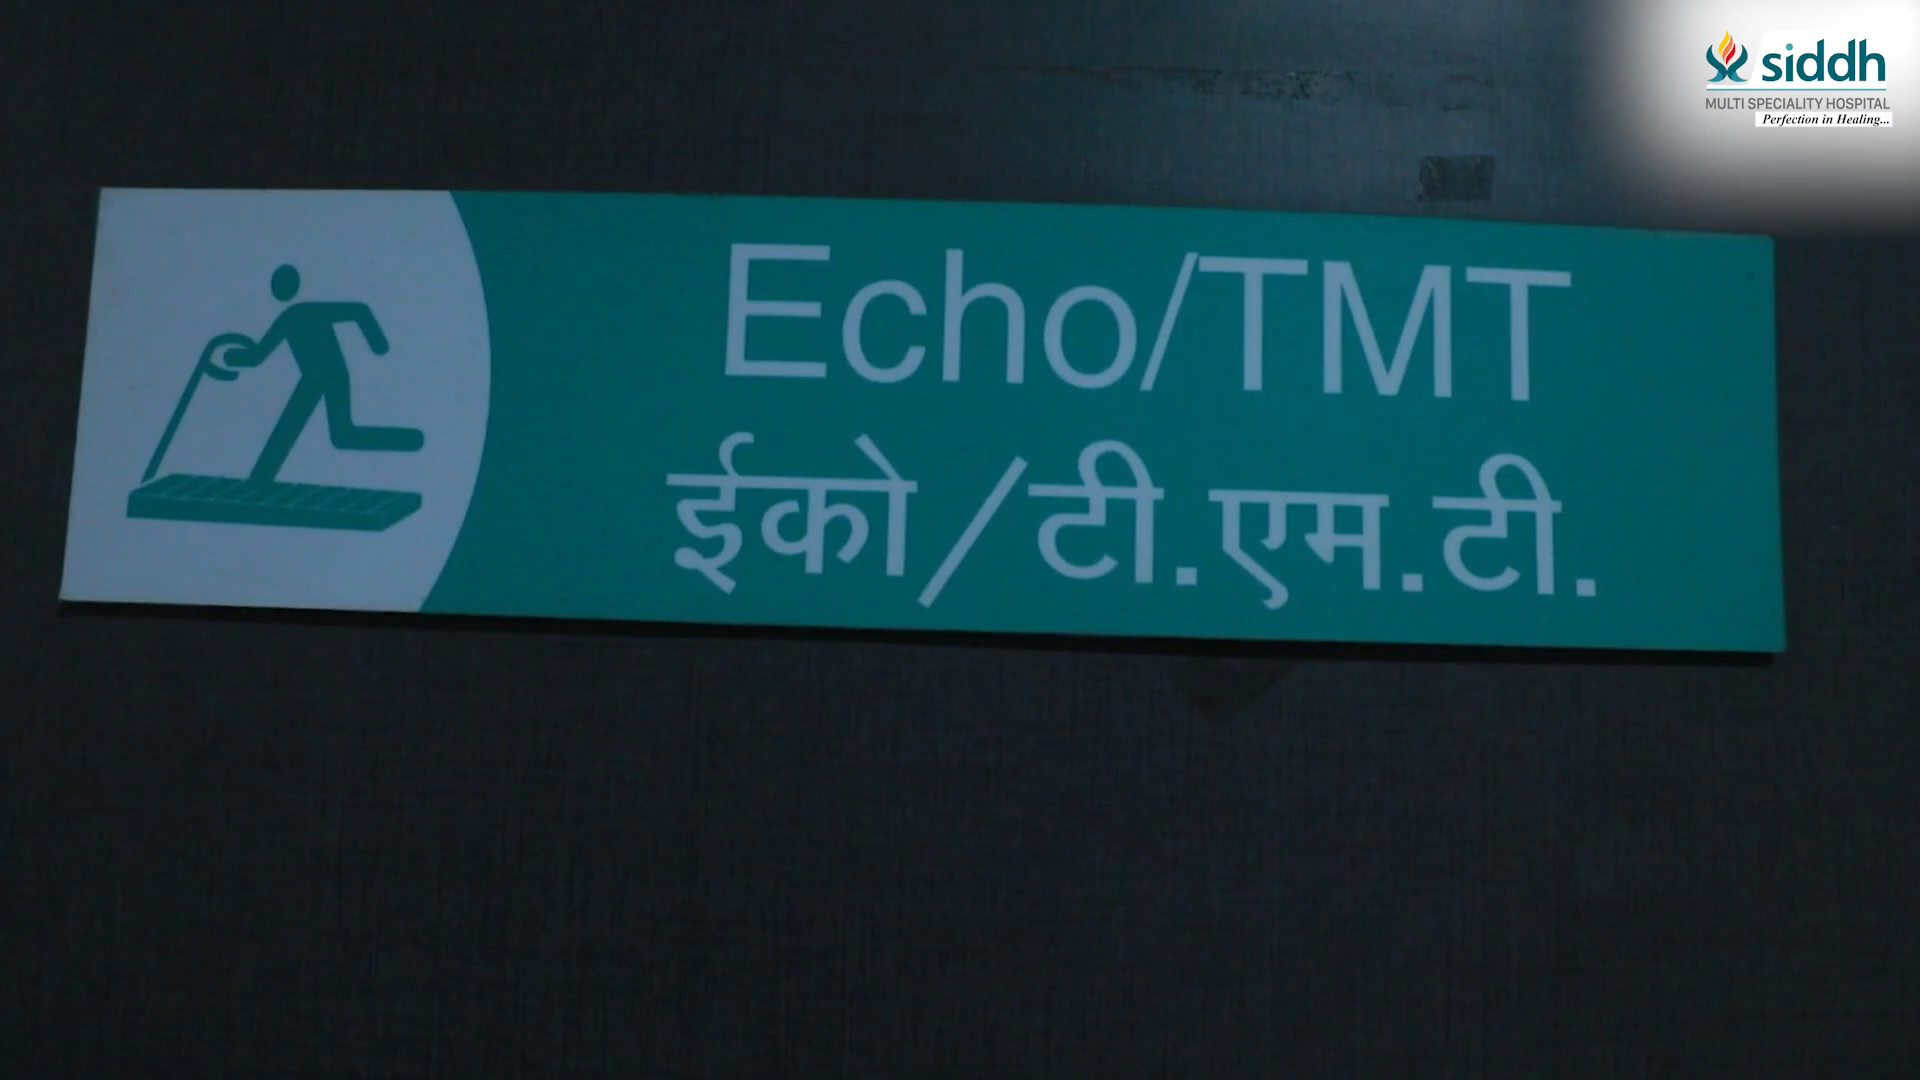 siddh
MULTI SPECIALITY HOSPITAL
Perfection in Healing...
Echo/TMT
ईको/टी.एम.टी.